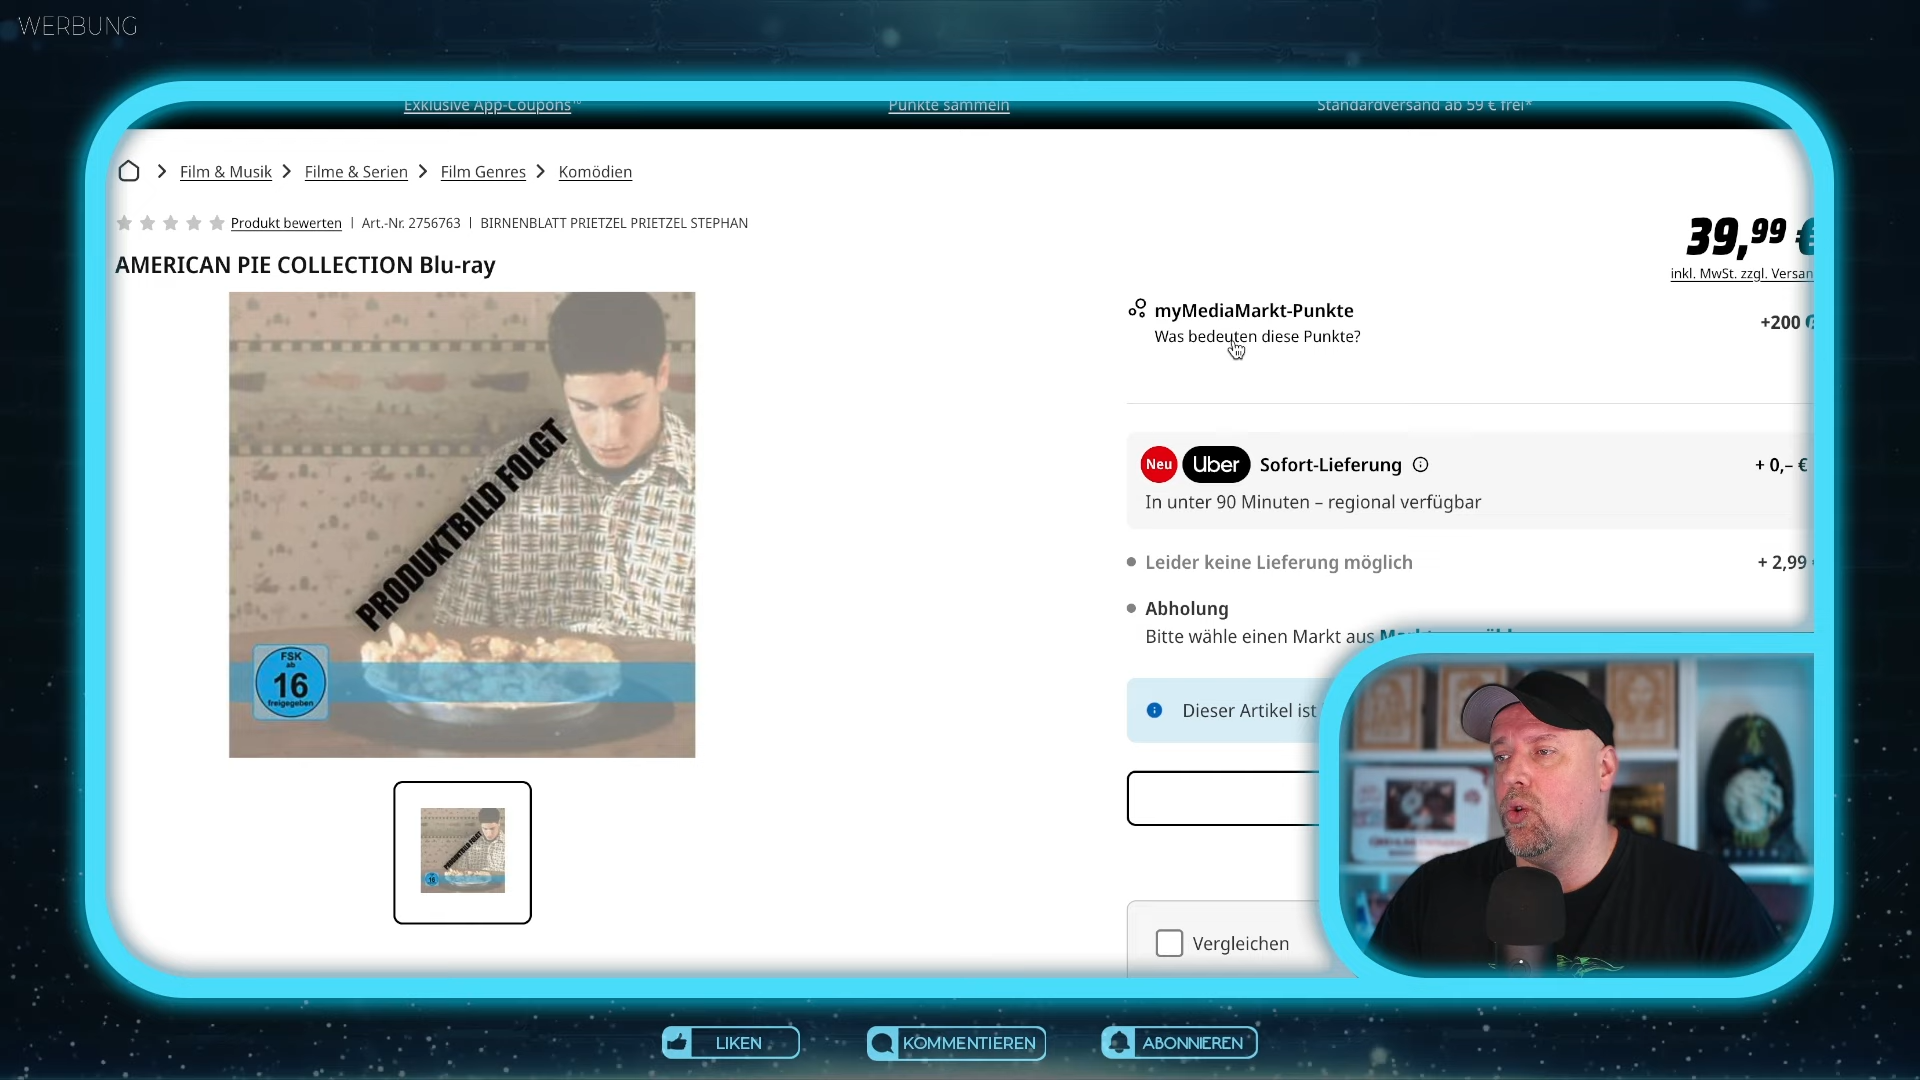 WERBUNG
Exklusive App-Coupons
Punkte sammeln
Standardversand ab 59 € frei*
Film & Musik
Filme & Serien
Film Genres
Komödien
Produkt bewerten | Art.-Nr. 2756763 | BIRNENBLATT PRIETZEL PRIETZEL STEPHAN
AMERICAN PIE COLLECTION Blu-ray
39,99 €
inkl. MwSt. zzgl. Versan
myMediaMarkt-Punkte
+200
Was bedeuten diese Punkte?
PRODUKTBILD FOLGT
FSK
ab
16
freigegeben
Neu Uber Sofort-Lieferung
+ 0,– €
In unter 90 Minuten – regional verfügbar
Leider keine Lieferung möglich
+ 2,99
Abholung
Bitte wähle einen Markt aus
Dieser Artikel ist
PRODUKTBILD FOLGT
16
Vergleichen
LIKEN
KOMMENTIEREN
ABONNIEREN